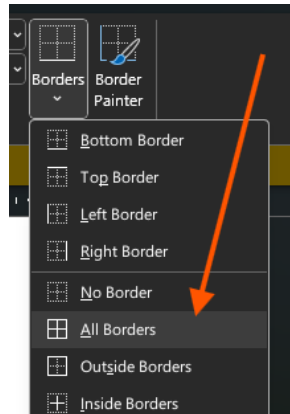 Borders Border
Painter
Bottom Border
Top Border
Left Border
Right Border
No Border
All Borders
Outside Borders
Inside Borders